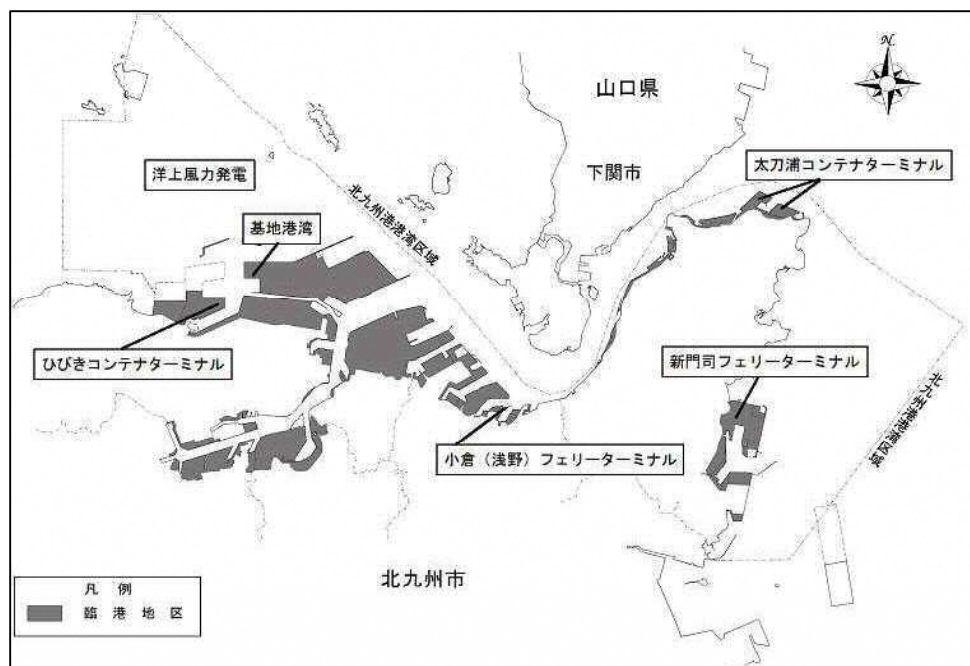 N
山口県
下関市
太刀浦コンテナターミナル
洋上風力発電
基地港湾
北九州港港湾区域
ひびきコンテナターミナル
新門司フェリーターミナル
北九州港港湾区域
小倉（浅野）フェリーターミナル
北九州市
凡 例
臨 港 地 区